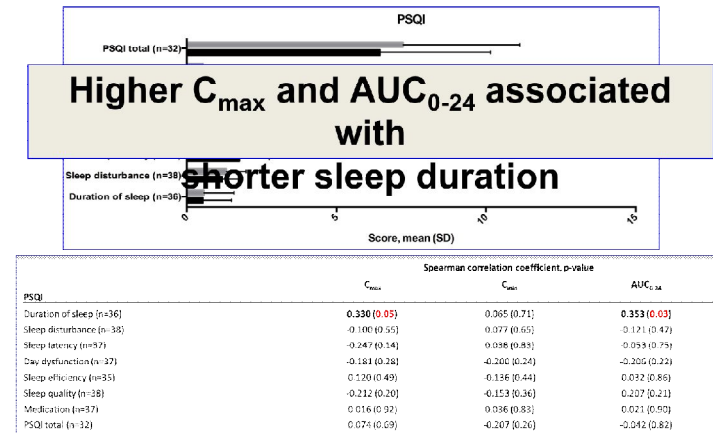 PSQI
PSQI total (n=32)
Higher Cmax and AUC0-24 associated
with
shorter sleep duration
Sleep disturbance (n=38)
Duration of sleep (n=36)
0 5 10 15
Score, mean (SD)
Spearman correlation coefficient, p-value
Cmax Cmin AUC0-24
PSQI
Duration of sleep (n=36) 0.330 (0.05) 0.065 (0.71) 0.353 (0.03)
Sleep disturbance (n=38) -0.100 (0.55) 0.077 (0.65) -0.121 (0.47)
Sleep latency (n=37) -0.247 (0.14) 0.038 (0.83) -0.053 (0.75)
Day dysfunction (n=37) -0.181 (0.28) -0.200 (0.24) -0.206 (0.22)
Sleep efficiency (n=35) 0.120 (0.49) -0.136 (0.44) 0.032 (0.86)
Sleep quality (n=38) -0.212 (0.20) -0.153 (0.36) 0.207 (0.21)
Medication (n=37) 0.016 (0.92) 0.036 (0.83) 0.021 (0.90)
PSQI total (n=32) 0.074 (0.69) -0.207 (0.26) -0.042 (0.82)